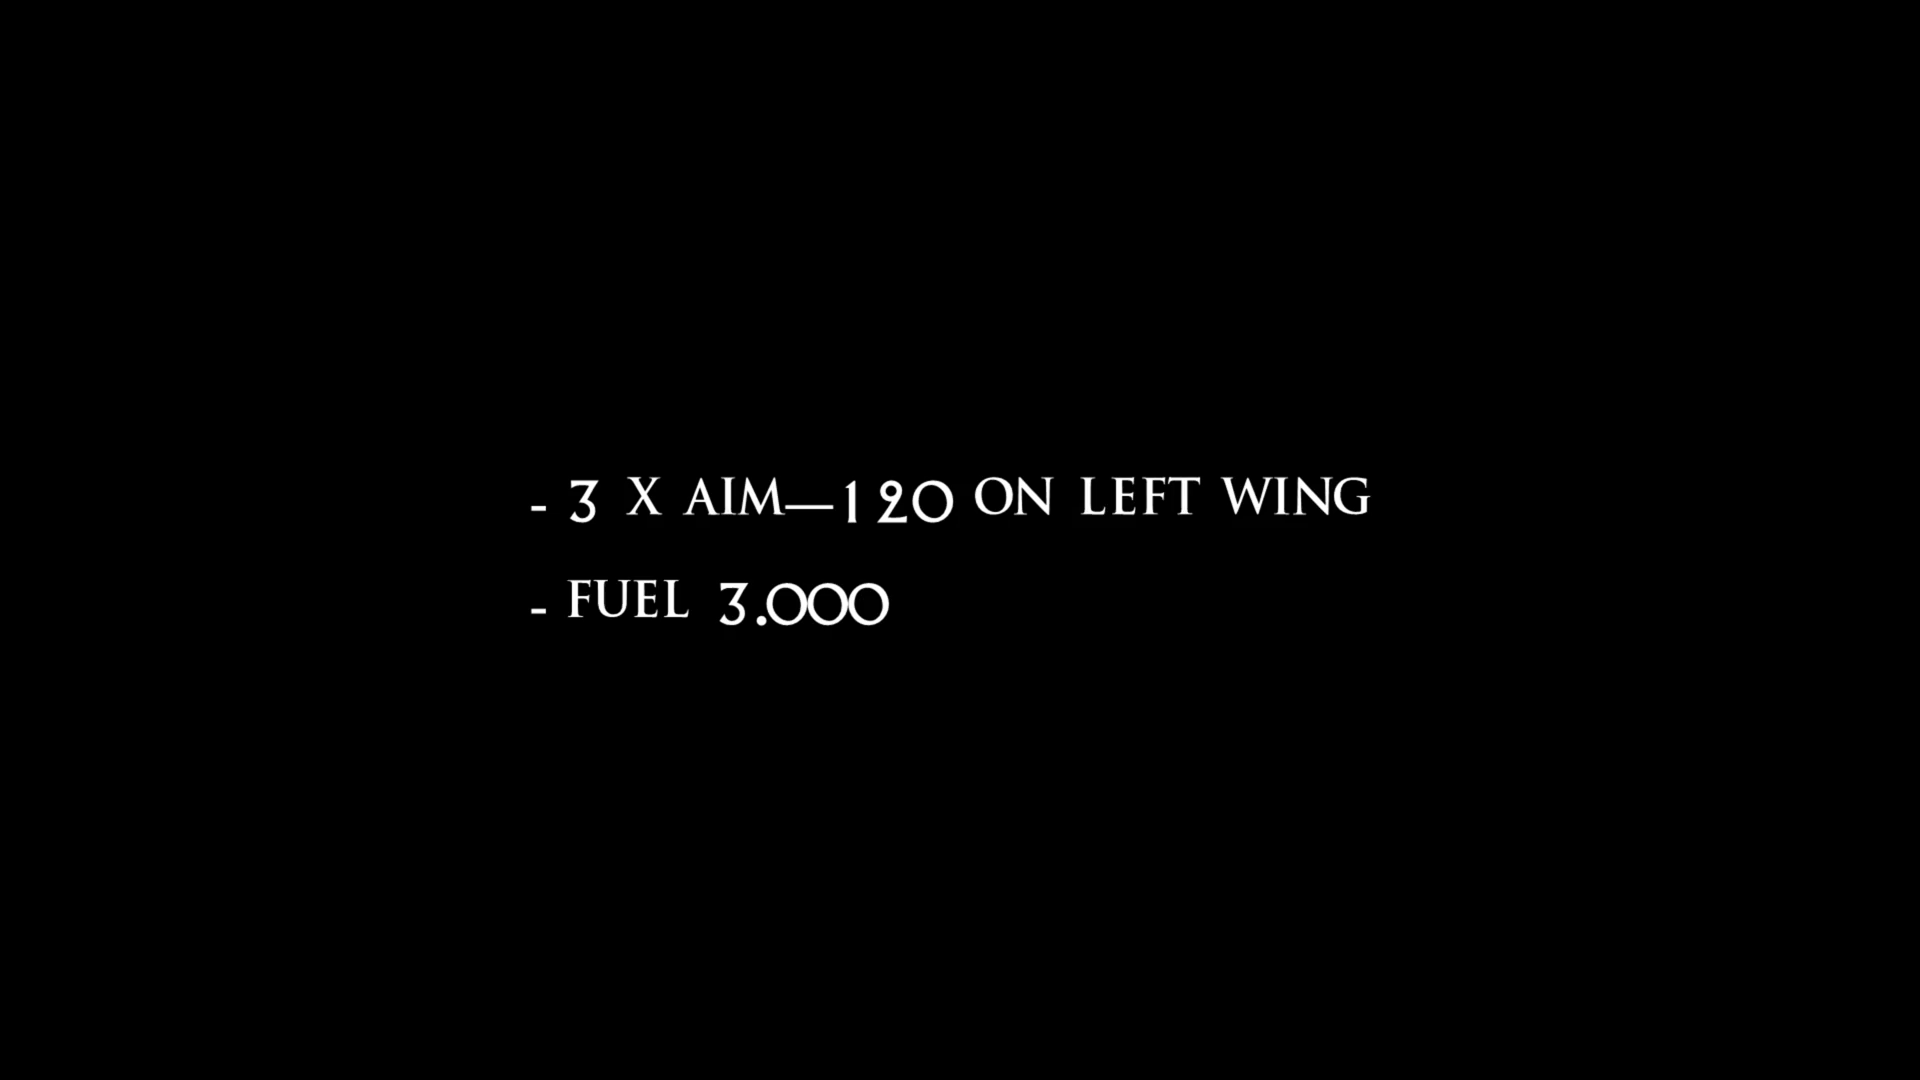 - 3 X AIM—120 ON LEFT WING
- FUEL 3.000